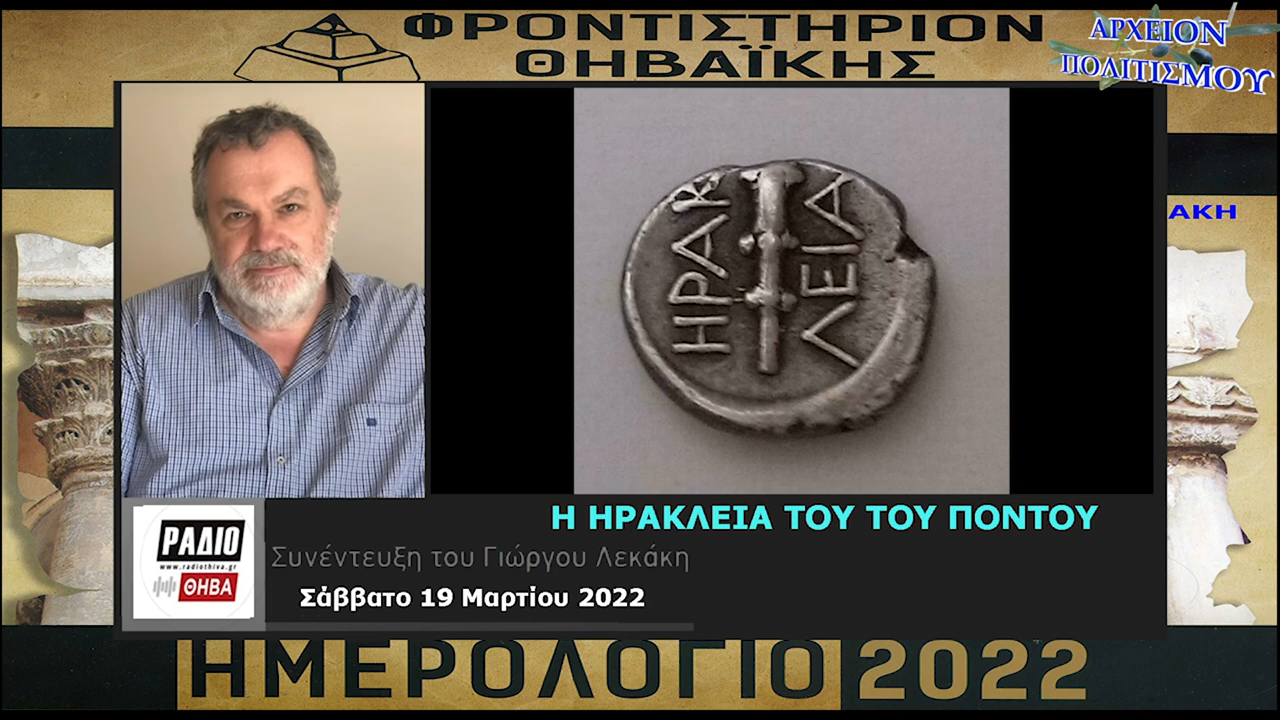 ΦΡΟΝΤΙΣΤΗΡΙΟΝ
ΘΗΒΑΪΚΗΣ
ΑΡΧΕΙΟΝ
ΠΟΛΙΤΙΣΜΟΥ
ΑΚΗ
ΗΡΑΚ
ΛΕΙΑ
Η ΗΡΑΚΛΕΙΑ ΤΟΥ ΤΟΥ ΠΟΝΤΟΥ
ΡΑΔΙΟ
www.radiothiva.gr
ΘΗΒΑ
Συνέντευξη του Γιώργου Λεκάκη
Σάββατο 19 Μαρτίου 2022
ΗΜΕΡΟΛΟΓΙΟ 2022